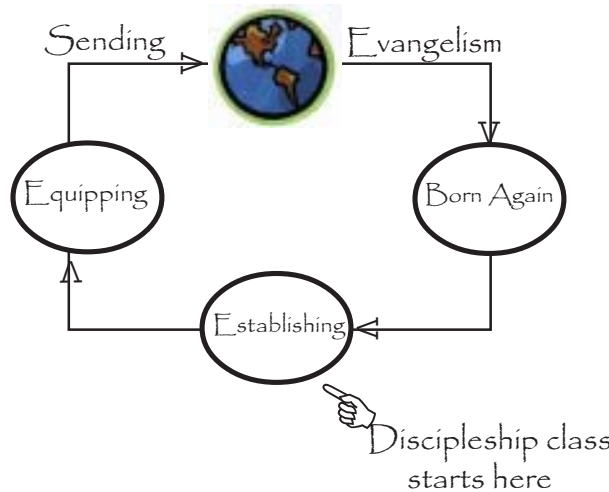 Sending
Evangelism
Equipping
Born Again
Establishing
Discipleship class
starts here